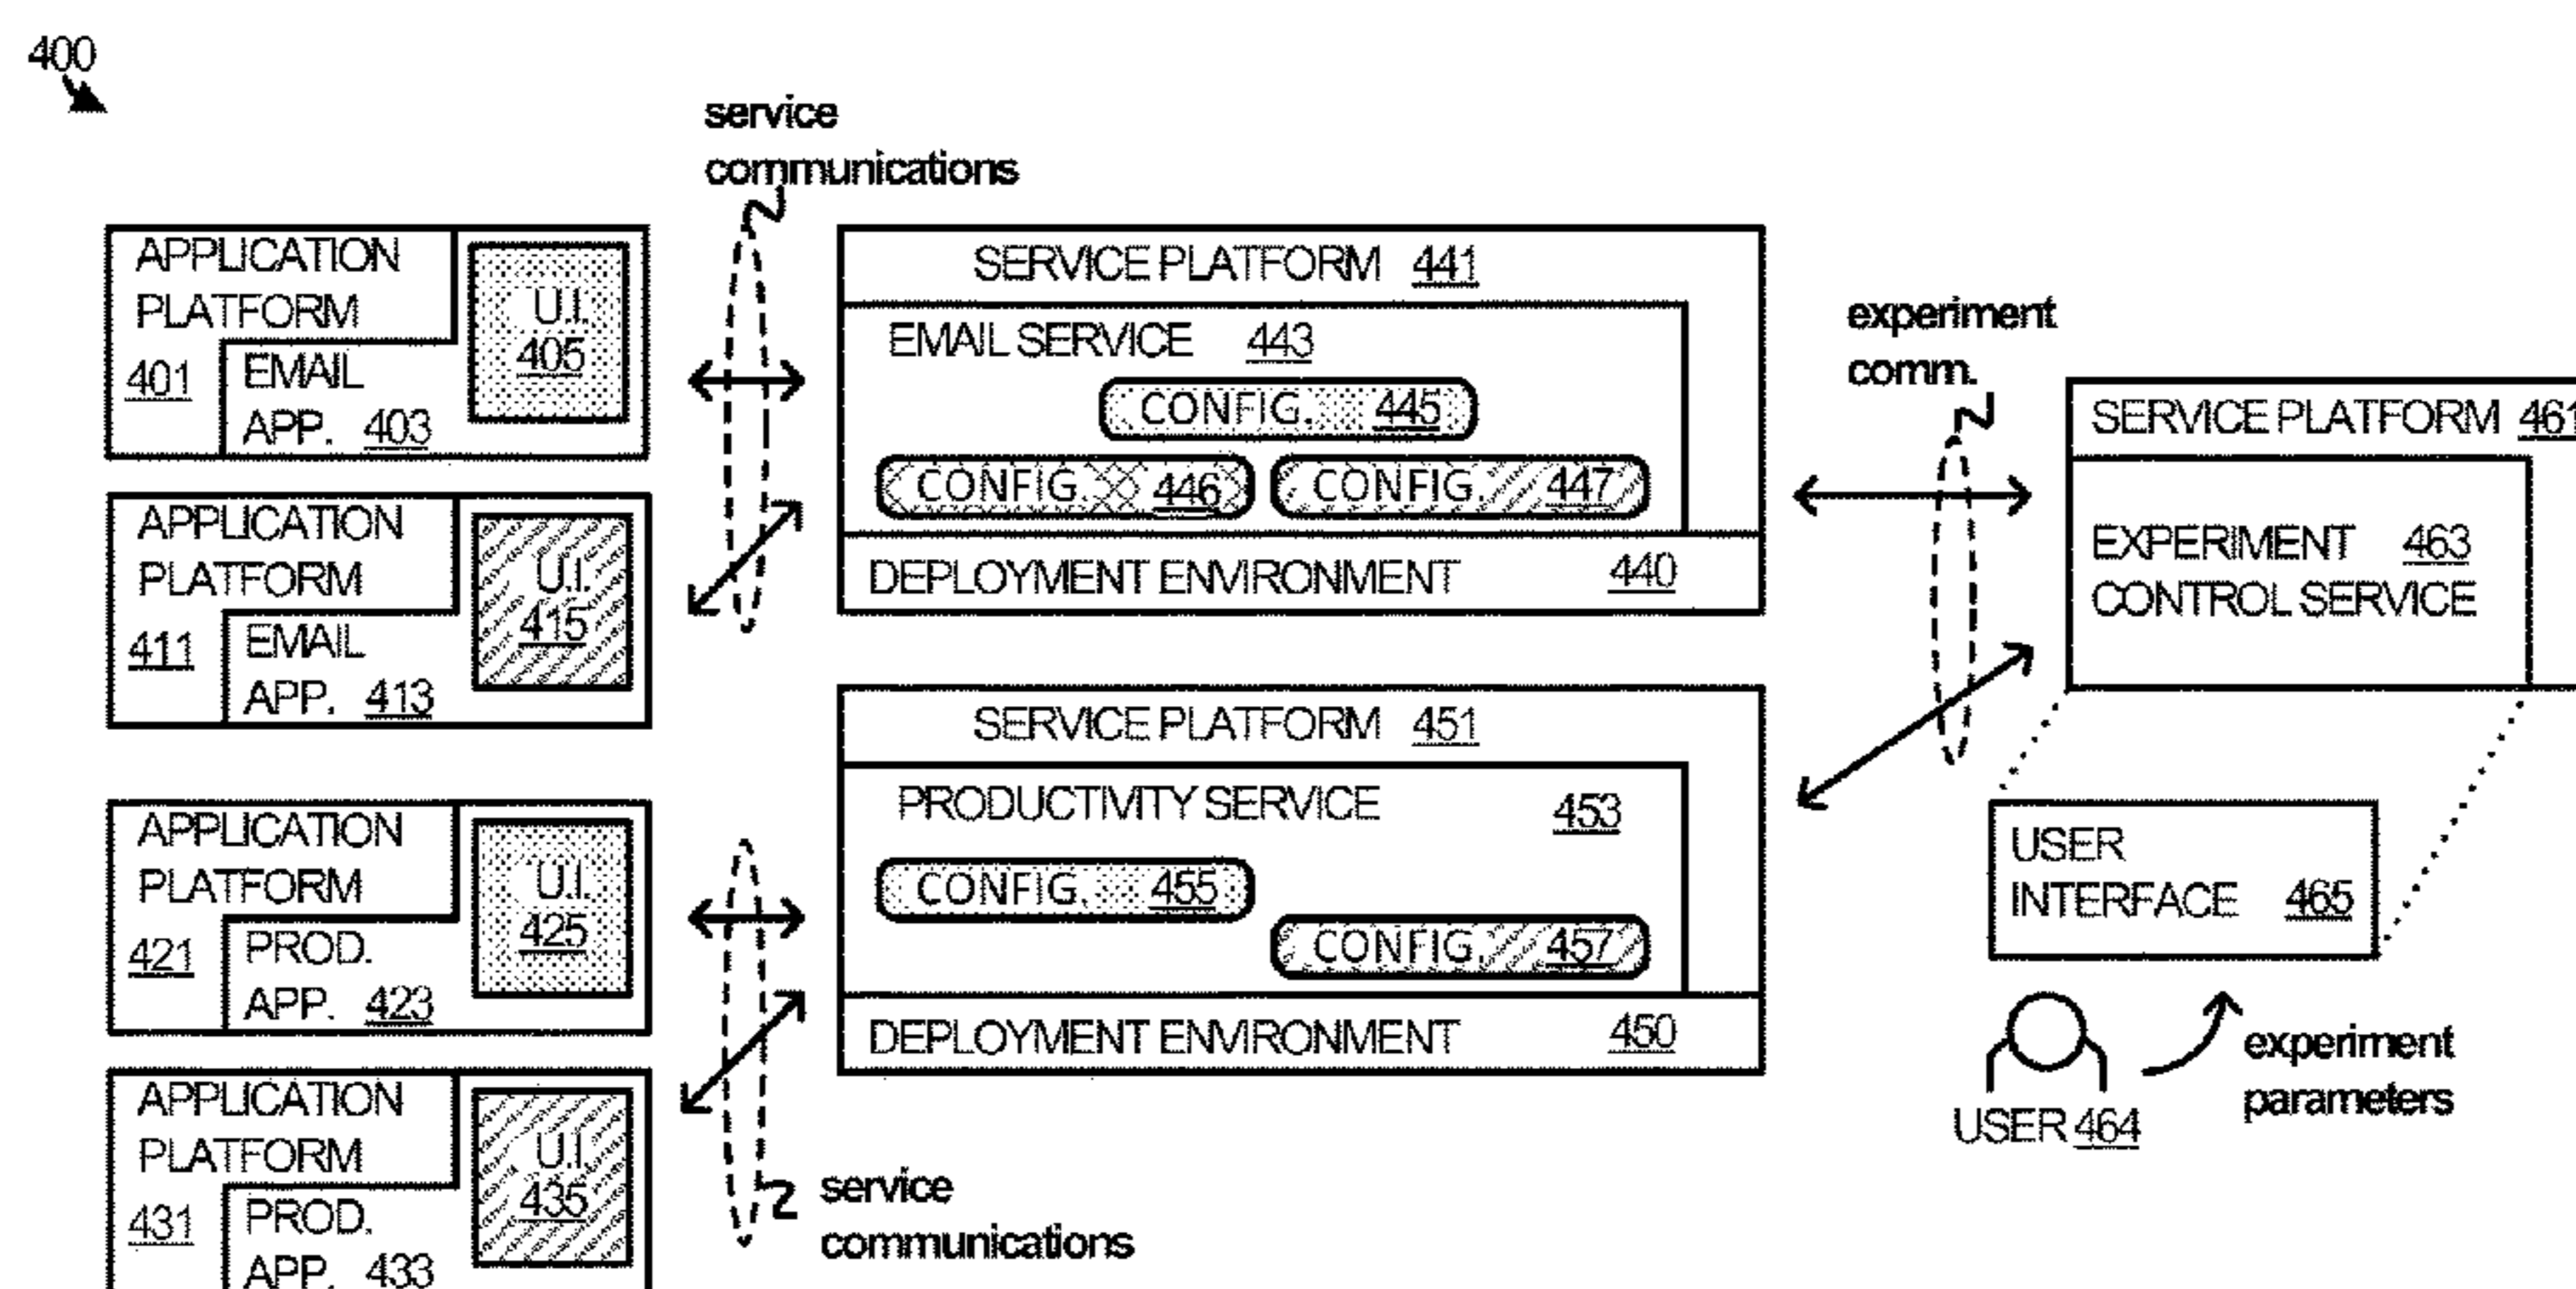 400
service
communications
APPLICATION
PLATFORM
401
EMAIL
APP. 403
U.I.
405
APPLICATION
PLATFORM
411
EMAIL
APP. 413
U.I.
415
APPLICATION
PLATFORM
421
PROD.
APP. 423
U.I.
425
APPLICATION
PLATFORM
431
PROD.
APP. 433
U.I.
435
SERVICE PLATFORM 441
EMAIL SERVICE 443
CONFIG. 445
CONFIG. 446
CONFIG. 447
DEPLOYMENT ENVIRONMENT 440
SERVICE PLATFORM 451
PRODUCTIVITY SERVICE 453
CONFIG. 455
CONFIG. 457
DEPLOYMENT ENVIRONMENT 450
service
communications
experiment
comm.
SERVICE PLATFORM 461
EXPERIMENT 463
CONTROL SERVICE
USER
INTERFACE 465
USER 464
experiment
parameters